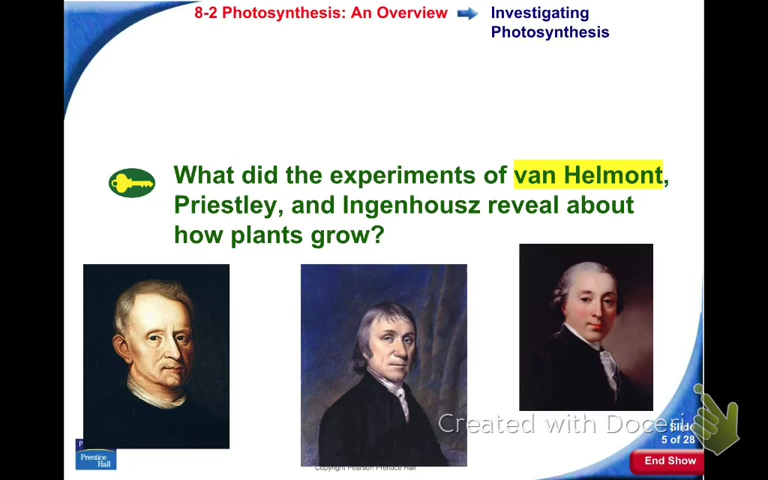 8-2 Photosynthesis: An Overview
Investigating
Photosynthesis
What did the experiments of van Helmont,
Priestley, and Ingenhousz reveal about
how plants grow?
Created with Doceri
Slide
5 of 28
End Show
Prentice
Hall
Copyright Pearson Prentice Hall